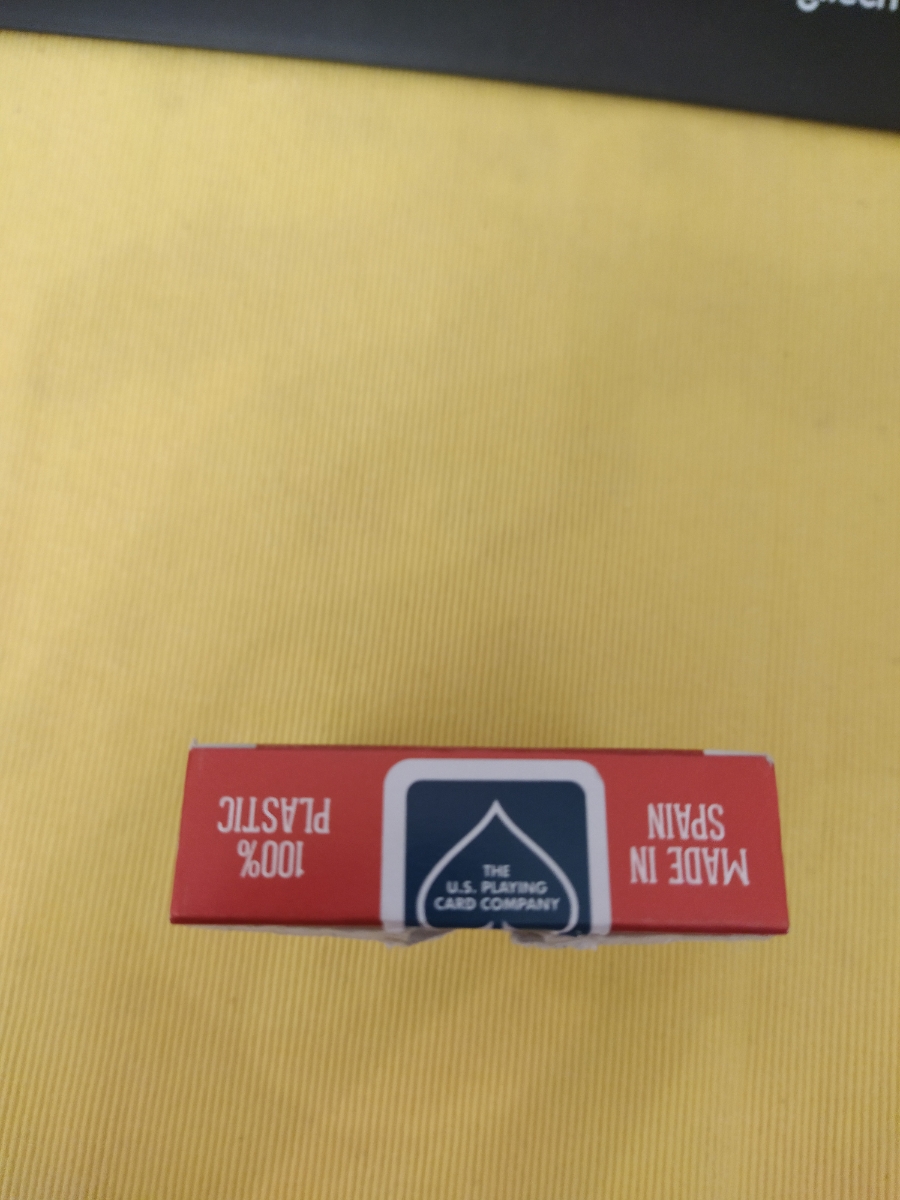 100%
PLASTIC
THE
U.S. PLAYING
CARD COMPANY
MADE IN
SPAIN